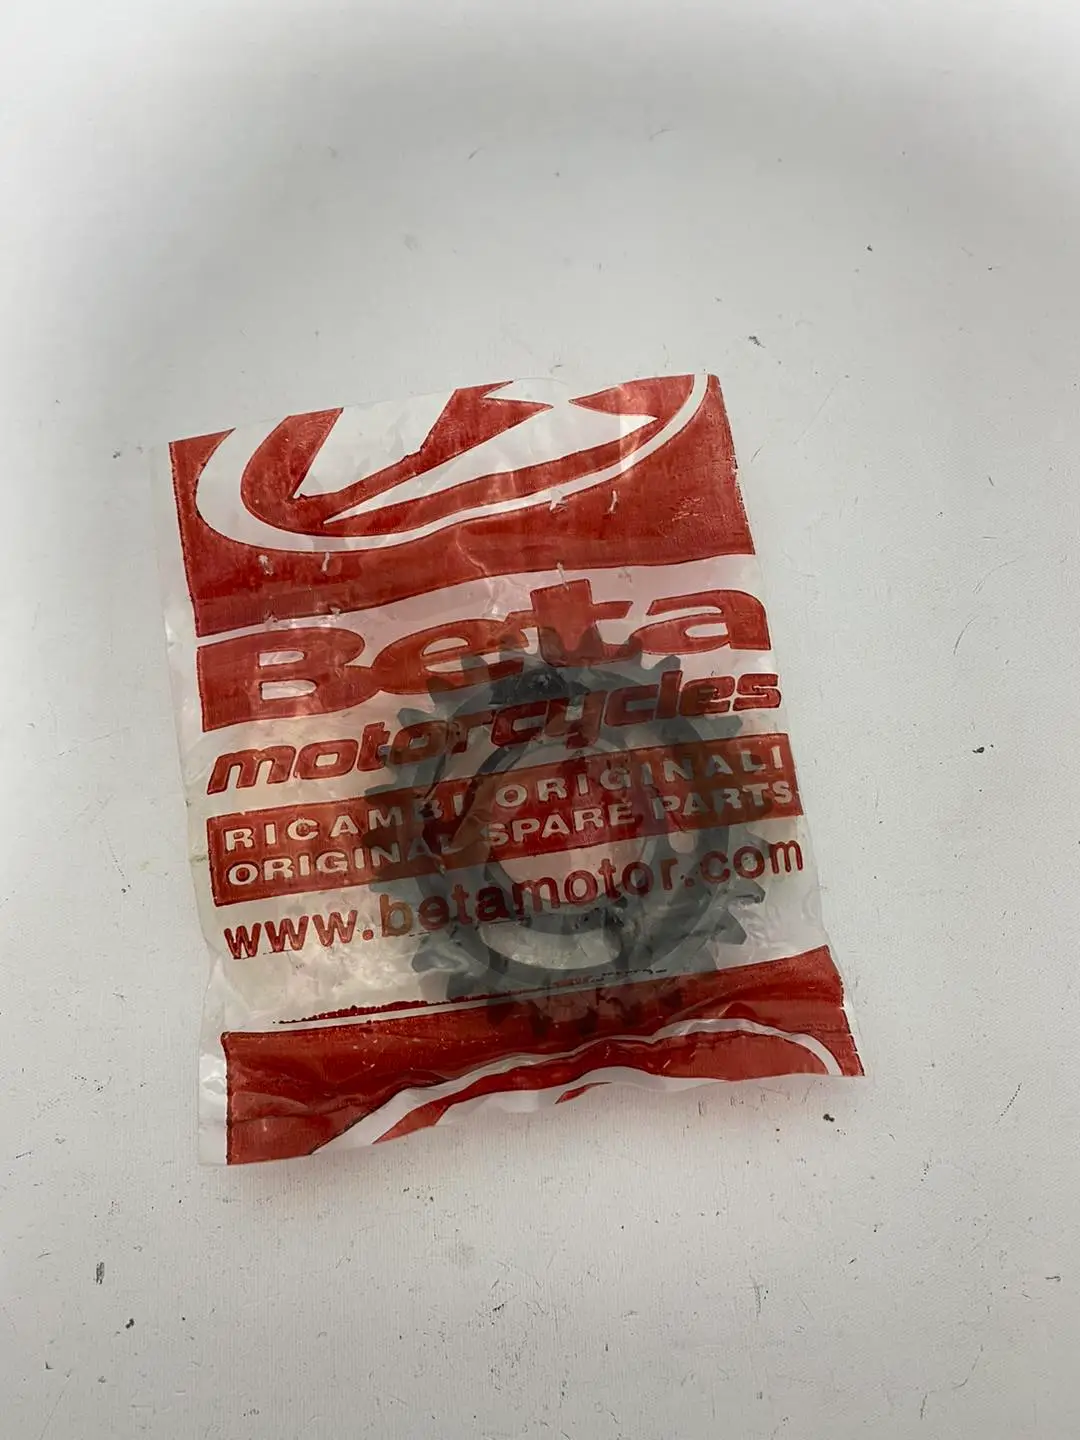 Beta
motorcycles
RICAMBI ORIGINALI
ORIGINAL SPARE PARTS
www.betamotor.com